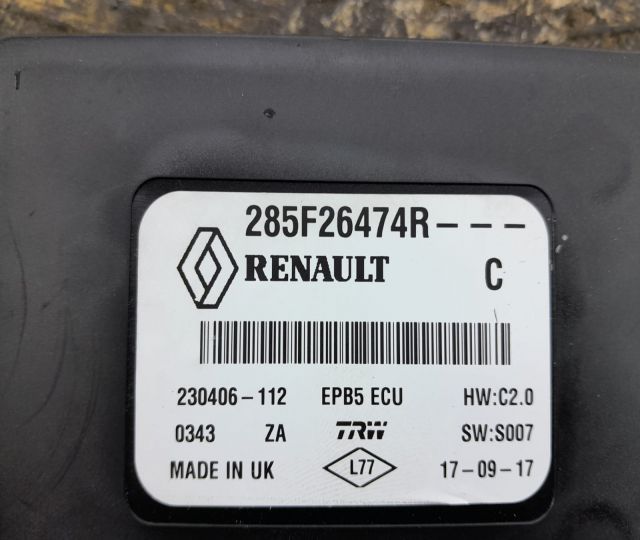 285F26474R---
RENAULT C
230406-112 EPB5 ECU HW:C2.0
0343 ZA TRW SW:S007
MADE IN UK L77 17-09-17